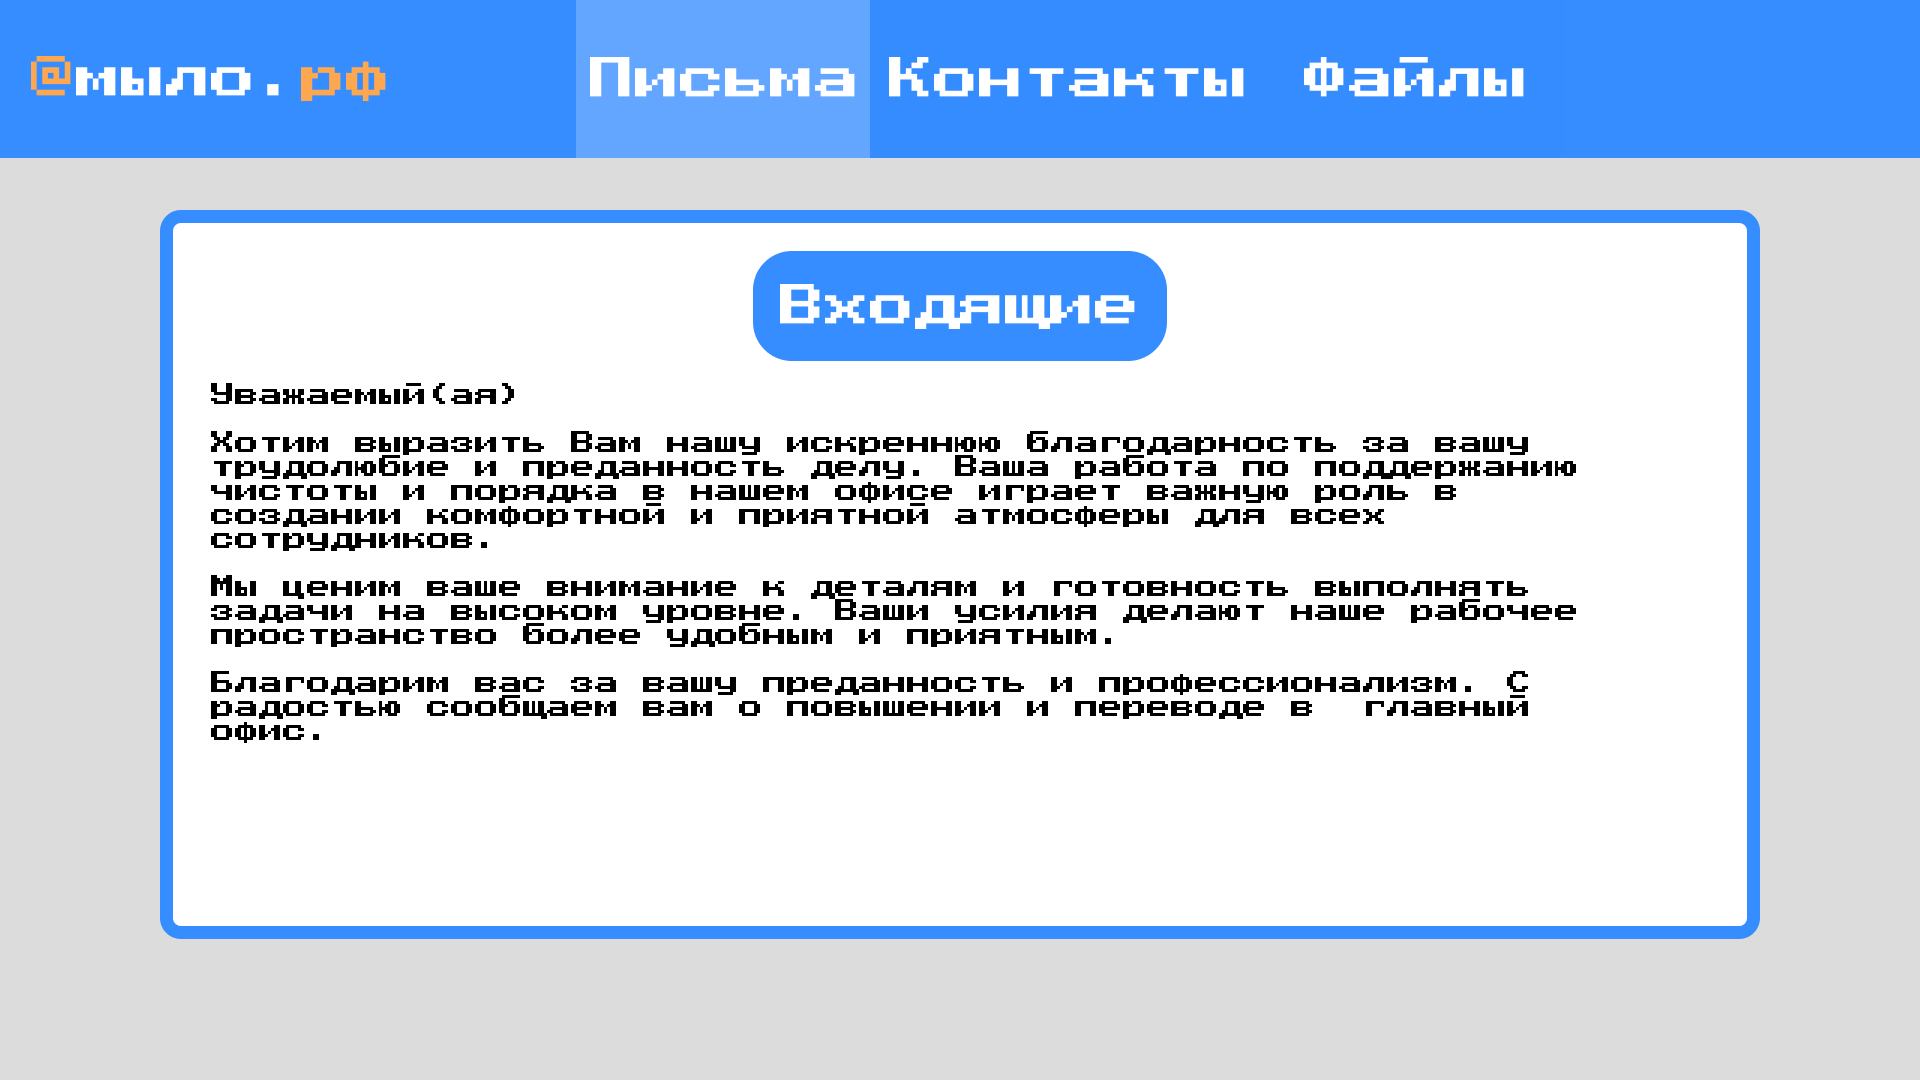 @мыло.рф
Письма Контакты Файлы
Входящие
Уважаемый(ая)
Хотим выразить Вам нашу искреннюю благодарность за вашу
трудолюбие и преданность делу. Ваша работа по поддержанию
чистоты и порядка в нашем офисе играет важную роль в
создании комфортной и приятной атмосферы для всех
сотрудников.
Мы ценим ваше внимание к деталям и готовность выполнять
задачи на высоком уровне. Ваши усилия делают наше рабочее
пространство более удобным и приятным.
Благодарим вас за вашу преданность и профессионализм. С
радостью сообщаем вам о повышении и переводе в  главный
офис.